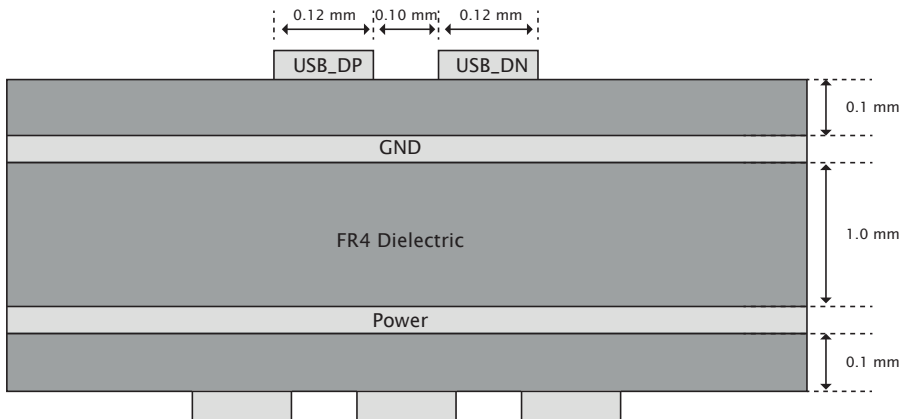 0.12 mm 0.10 mm 0.12 mm
USB_DP USB_DN
0.1 mm
GND
FR4 Dielectric
1.0 mm
Power
0.1 mm